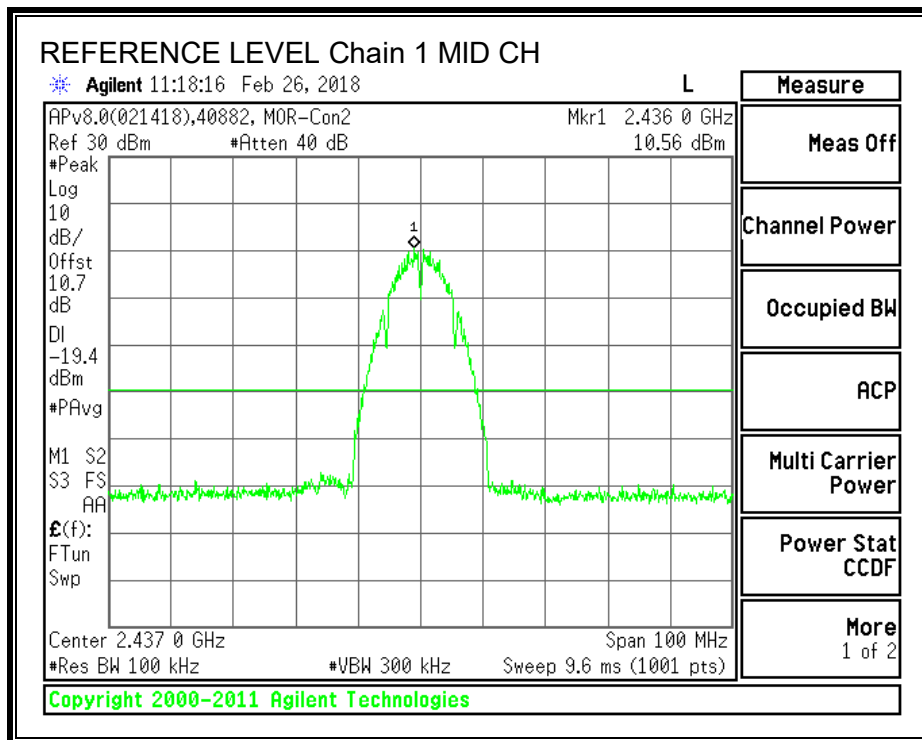 REFERENCE LEVEL Chain 1 MID CH
Agilent 11:18:16 Feb 26, 2018 L
APv8.0(021418),40882, MOR-Con2 Mkr1 2.436 0 GHz
Ref 30 dBm #Atten 40 dB 10.56 dBm
#Peak
Log
10
dB/
Offst
10.7
dB
DI
-19.4
dBm
#PAvg
M1 S2
S3 FS
AA
£(f):
FTun
Swp
1
Center 2.437 0 GHz Span 100 MHz
#Res BW 100 kHz #VBW 300 kHz Sweep 9.6 ms (1001 pts)
Copyright 2000-2011 Agilent Technologies
Measure
Meas Off
Channel Power
Occupied BW
ACP
Multi Carrier
Power
Power Stat
CCDF
More
1 of 2